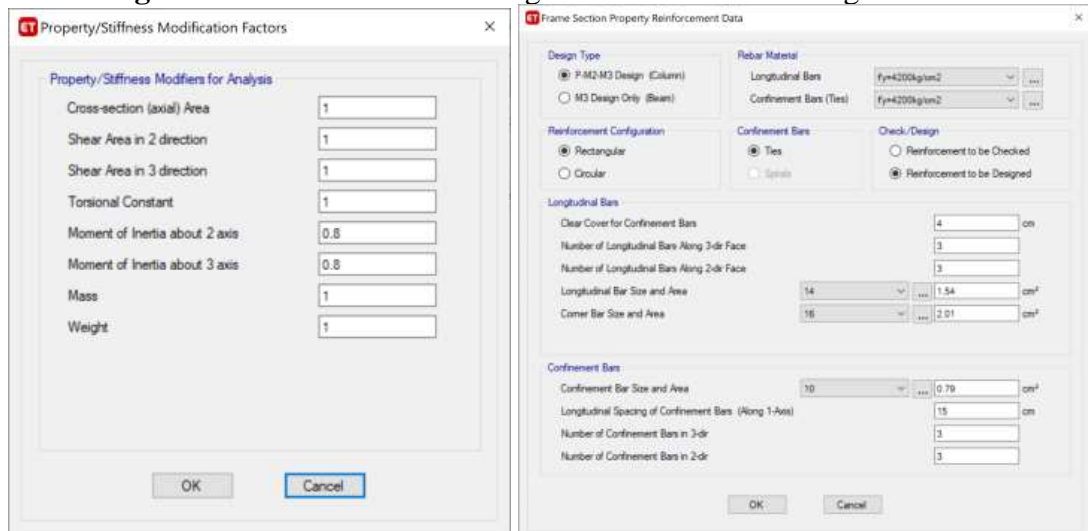 Property/Stiffness Modification Factors
Property/Stiffness Modifiers for Analysis
Cross-section (axial) Area 1
Shear Area in 2 direction 1
Shear Area in 3 direction 1
Torsional Constant 1
Moment of Inertia about 2 axis 0.8
Moment of Inertia about 3 axis 0.8
Mass 1
Weight 1
OK Cancel
Frame Section Property Reinforcement Data
Design Type Rebar Material
P-M2-M3 Design (Column) Longitudinal Bars fy=4200kg/cm2 ...
M3 Design Only (Beam) Confinement Bars (Ties) fy=4200kg/cm2 ...
Reinforcement Configuration Confinement Bars Check/Design
Rectangular Ties Reinforcement to be Checked
Circular Spirals Reinforcement to be Designed
Longitudinal Bars
Clear Cover for Confinement Bars 4 cm
Number of Longitudinal Bars Along 3-dir Face 3
Number of Longitudinal Bars Along 2-dir Face 3
Longitudinal Bar Size and Area 14 ... 1.54 cm²
Corner Bar Size and Area 16 ... 2.01 cm²
Confinement Bars
Confinement Bar Size and Area 10 ... 0.79 cm²
Longitudinal Spacing of Confinement Bars (Along 1-Axis) 15 cm
Number of Confinement Bars in 3-dir 3
Number of Confinement Bars in 2-dir 3
OK Cancel